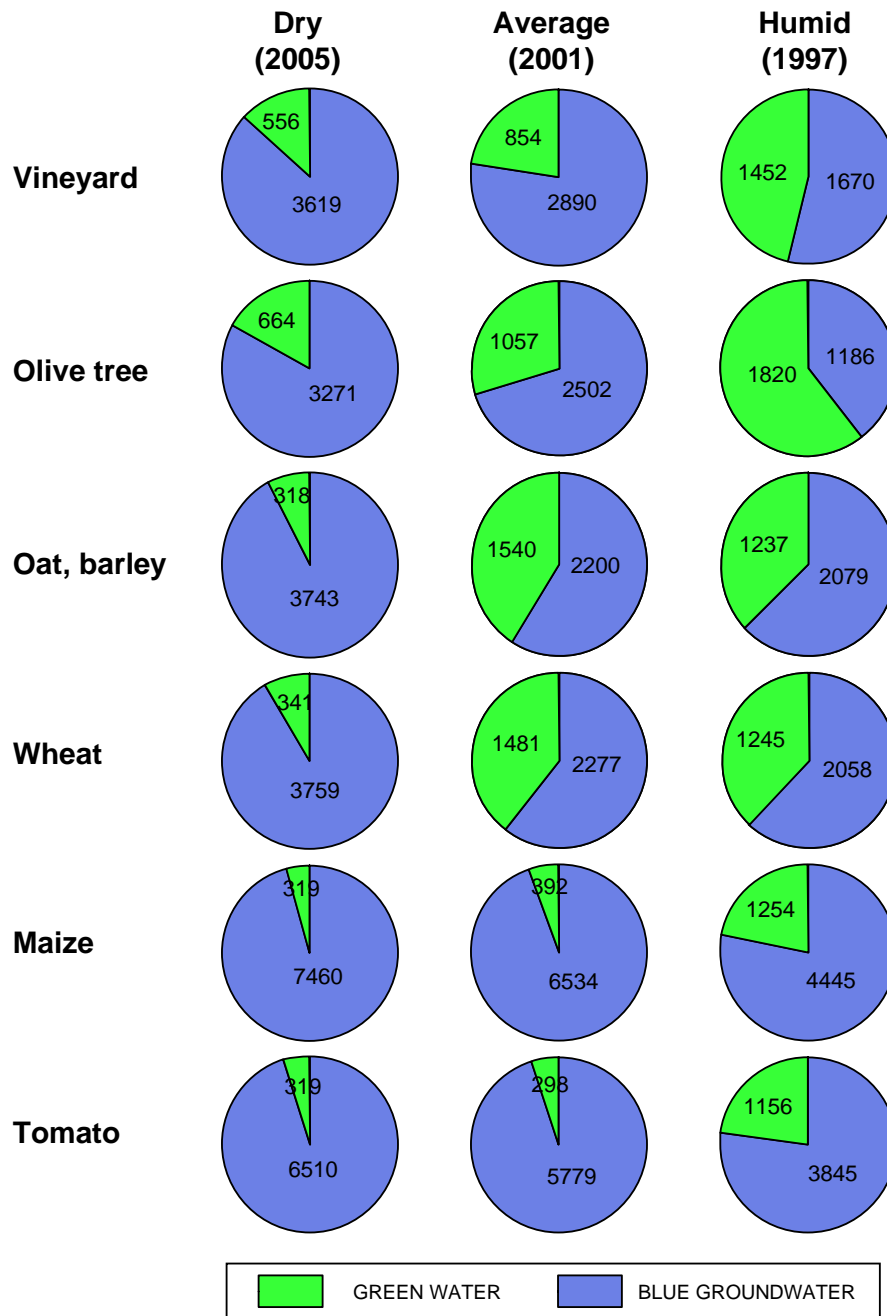 Dry Average Humid
(2005) (2001) (1997)
556 854 1452 1670
Vineyard 3619 2890
664 1057 1820 1186
Olive tree 3271 2502
318 1540 2200 1237 2079
Oat, barley 3743
341 1481 2277 1245 2058
Wheat 3759
319 392 1254
Maize 7460 6534 4445
319 298 1156
Tomato 6510 5779 3845
GREEN WATER BLUE GROUNDWATER